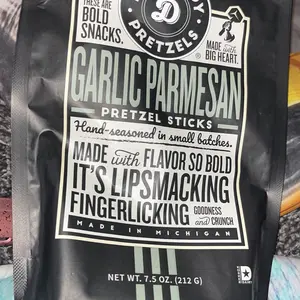 THESE ARE
BOLD
SNACKS.
D
PRETZELS
MADE with
BIG HEART.
GARLIC PARMESAN
PRETZEL STICKS
Hand-seasoned in small batches.
MADE with FLAVOR SO BOLD
IT'S LIPSMACKING
FINGERLICKING GOODNESS and CRUNCH
MADE IN MICHIGAN
NET WT. 7.5 OZ. (212 G)